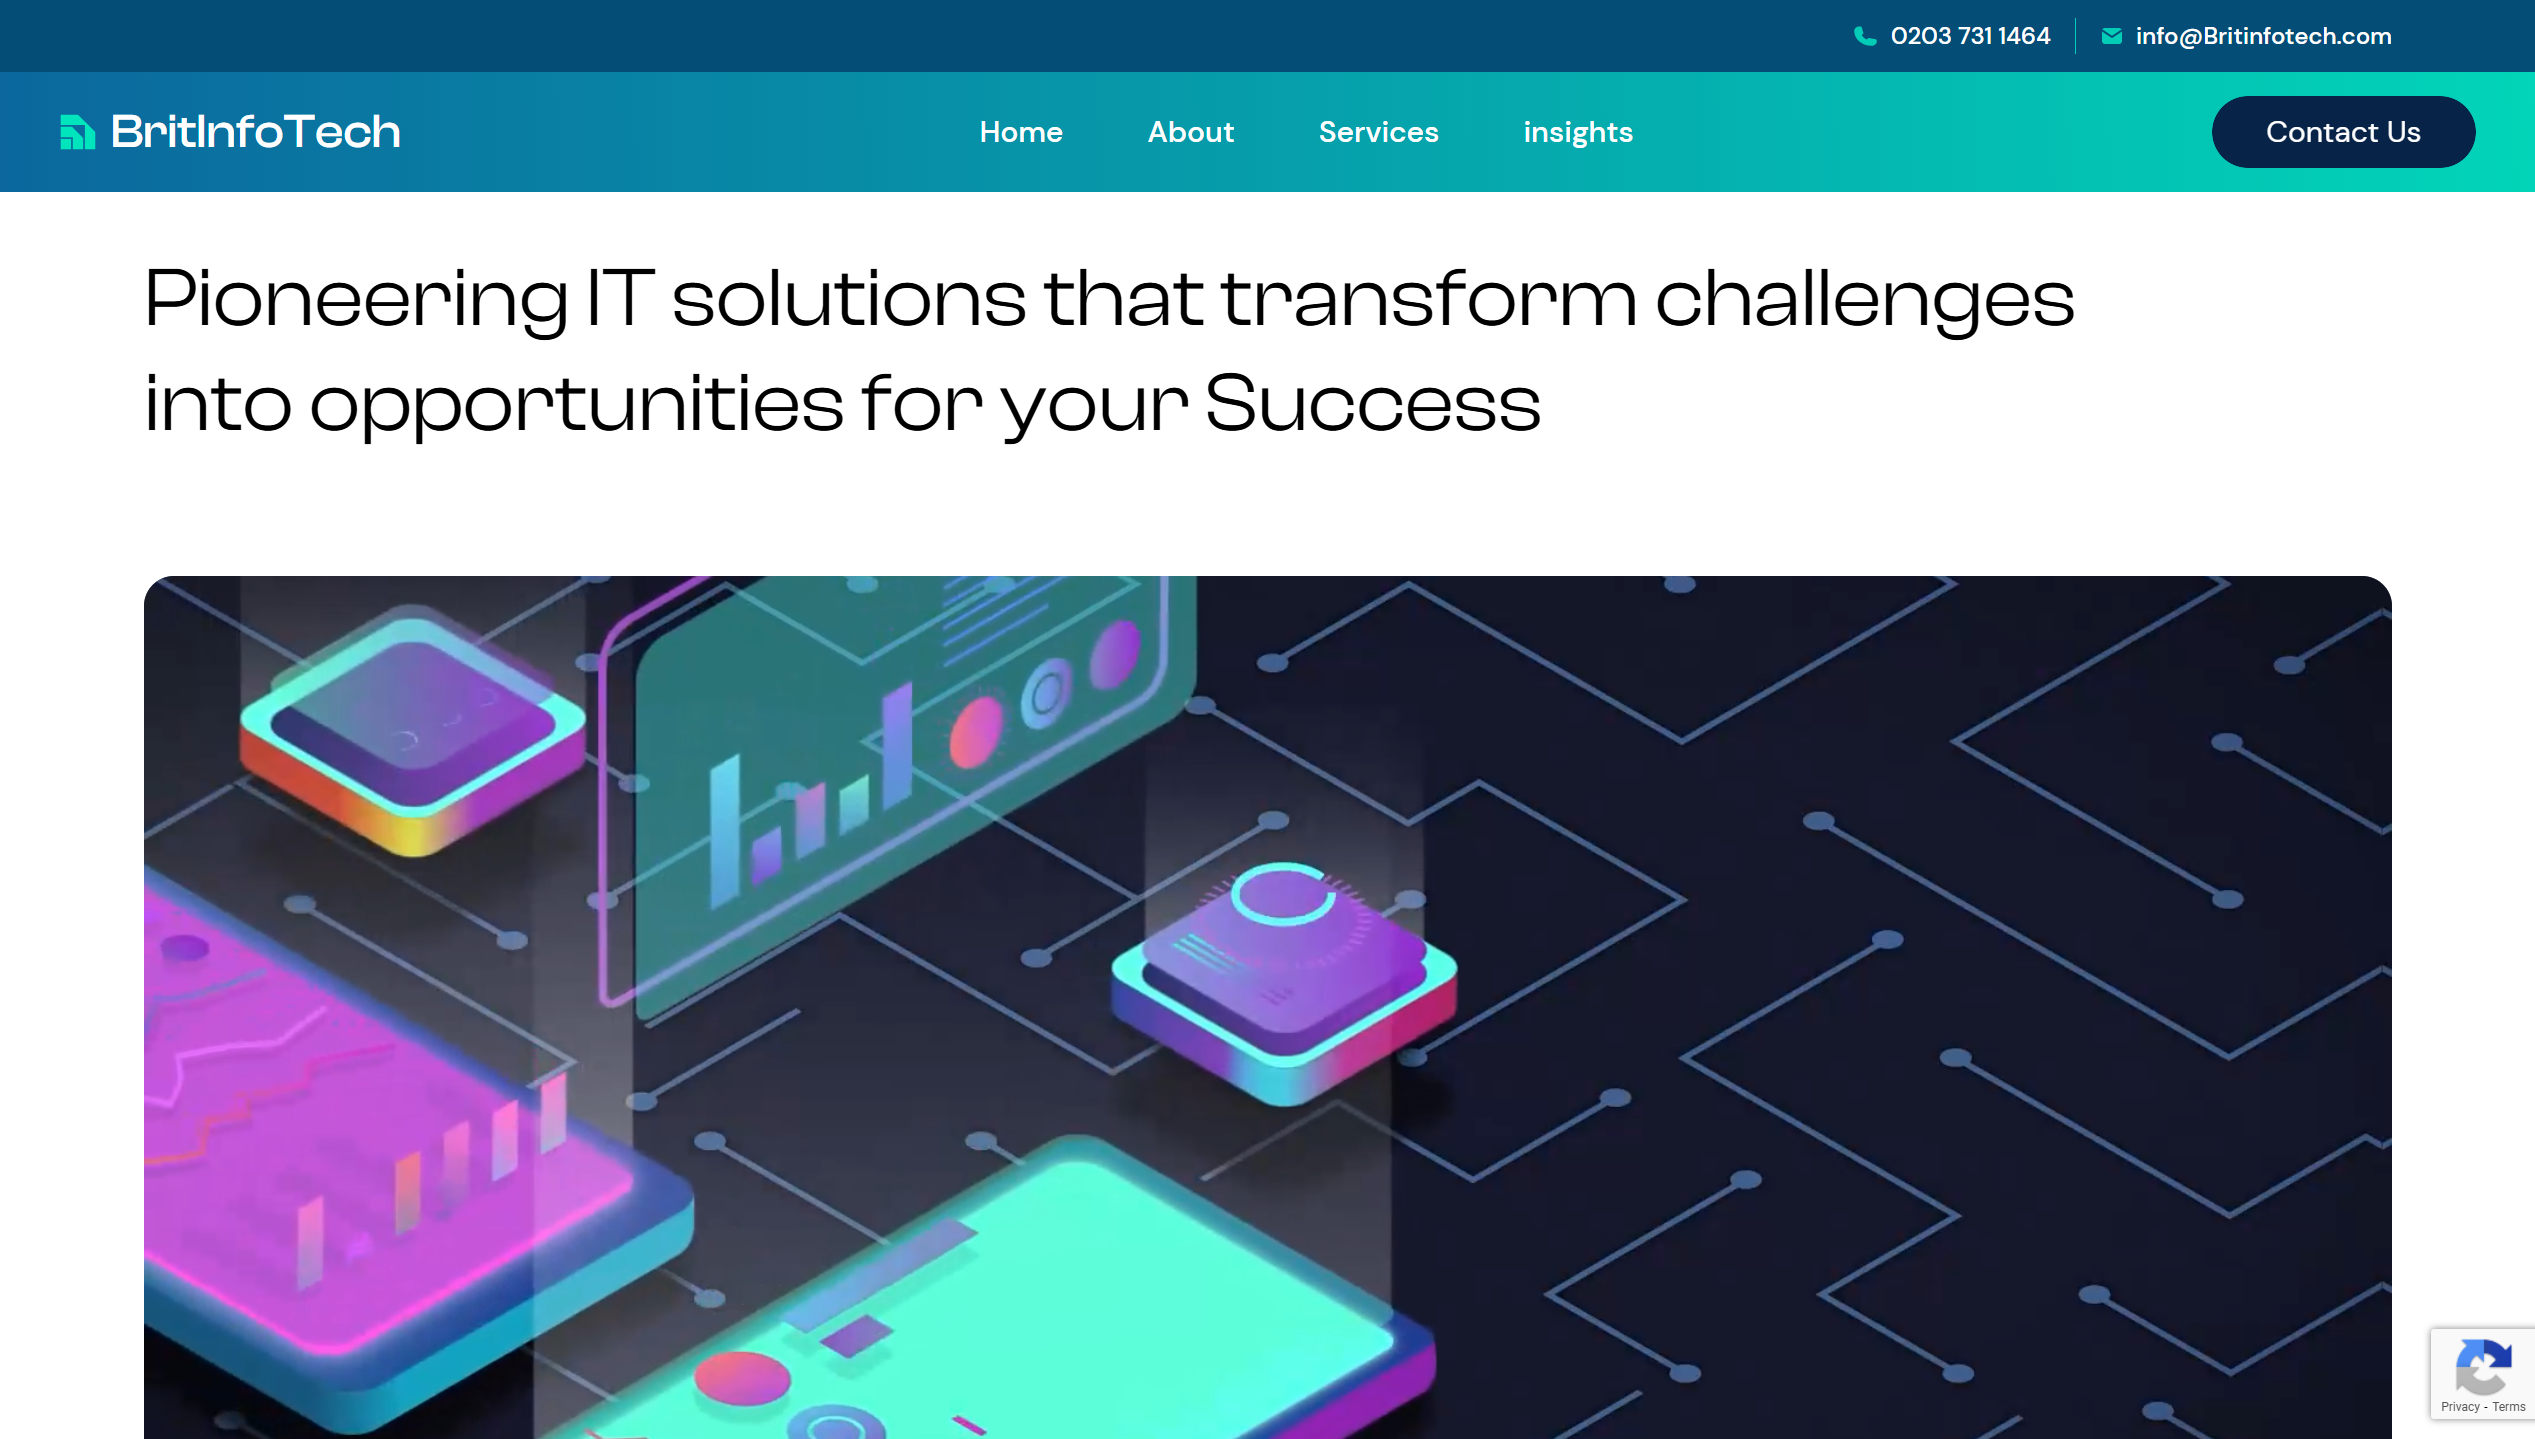 0203 731 1464
info@Britinfotech.com
BritInfoTech
Home
About
Services
insights
Contact Us
Pioneering IT solutions that transform challenges
into opportunities for your Success
Privacy - Terms